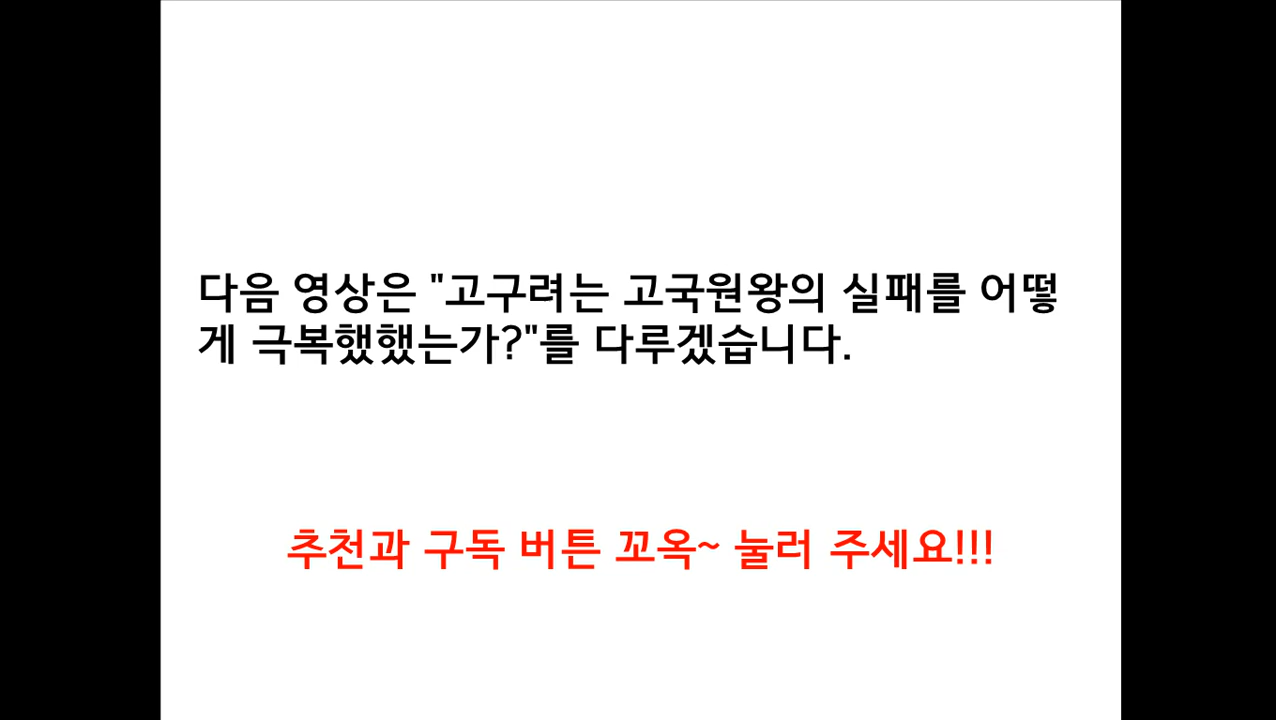 다음 영상은 "고구려는 고국원왕의 실패를 어떻
게 극복했했는가?"를 다루겠습니다.
추천과 구독 버튼 꼬옥~ 눌러 주세요!!!